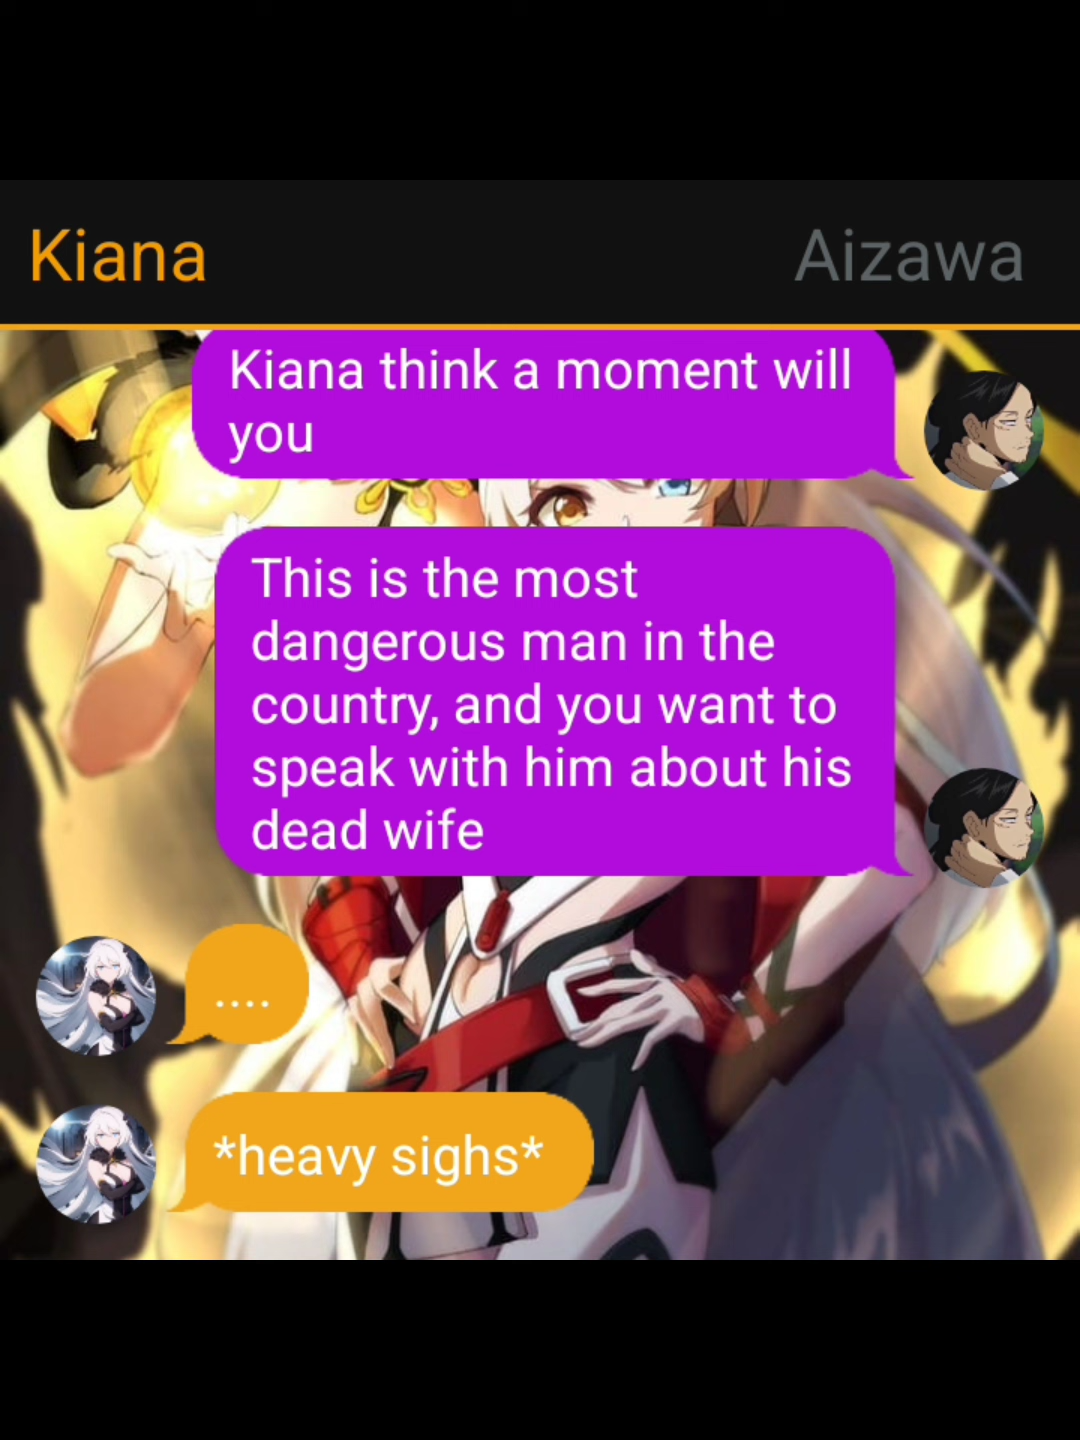 Kiana
Aizawa
Kiana think a moment will
you
This is the most
dangerous man in the
country, and you want to
speak with him about his
dead wife
....
*heavy sighs*